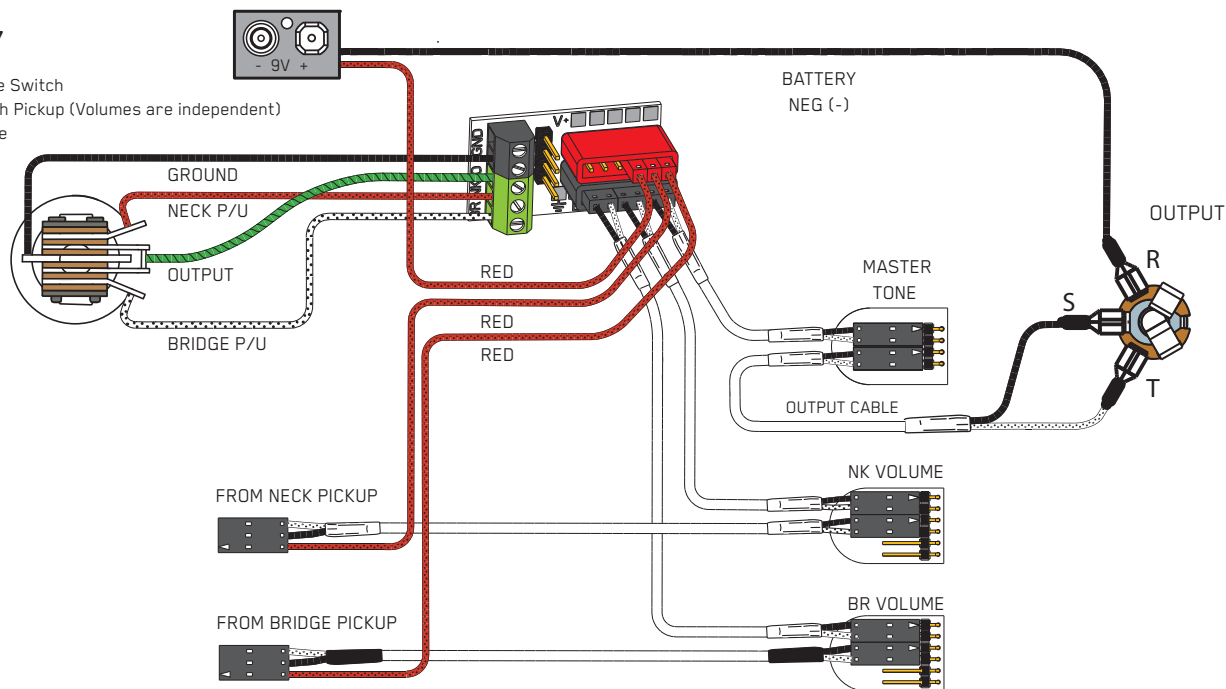 e Switch
h Pickup (Volumes are independent)
e
- 9V +
BATTERY
NEG (-)
V+
GND
GROUND
NECK P/U
OUTPUT
BRIDGE P/U
RED
RED
RED
OUTPUT
R
S
T
MASTER
TONE
OUTPUT CABLE
NK VOLUME
FROM NECK PICKUP
BR VOLUME
FROM BRIDGE PICKUP